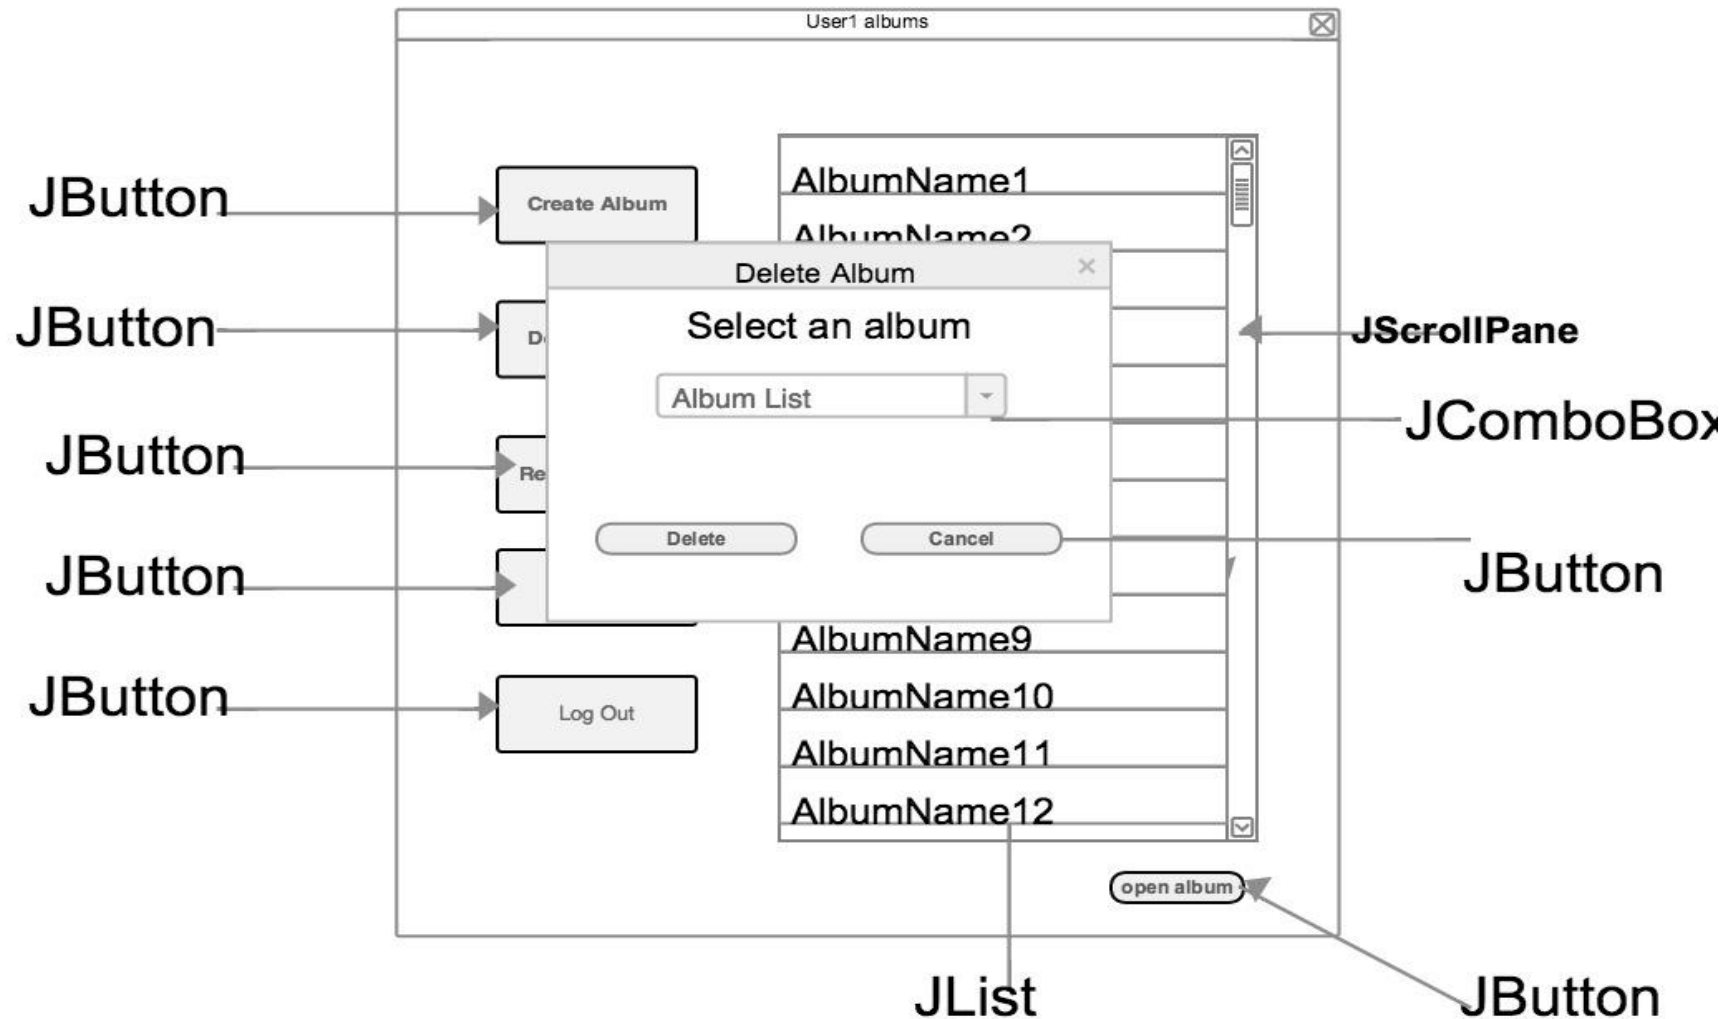 User1 albums
JButton
Create Album
AlbumName1
AlbumName2
Delete Album
JButton
Select an album
JScrollPane
Album List
JComboBox
JButton
Delete
Cancel
JButton
JButton
AlbumName9
JButton
Log Out
AlbumName10
AlbumName11
AlbumName12
open album
JList
JButton